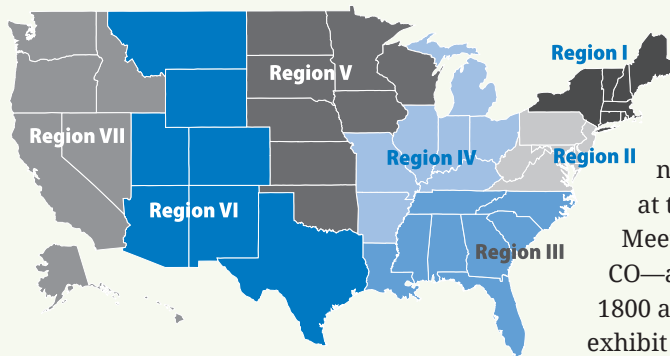 Region I
Region V
Region VII
Region IV
Region II
Region VI
Region III
n
at t
Mee
CO—a
1800 a
exhibit